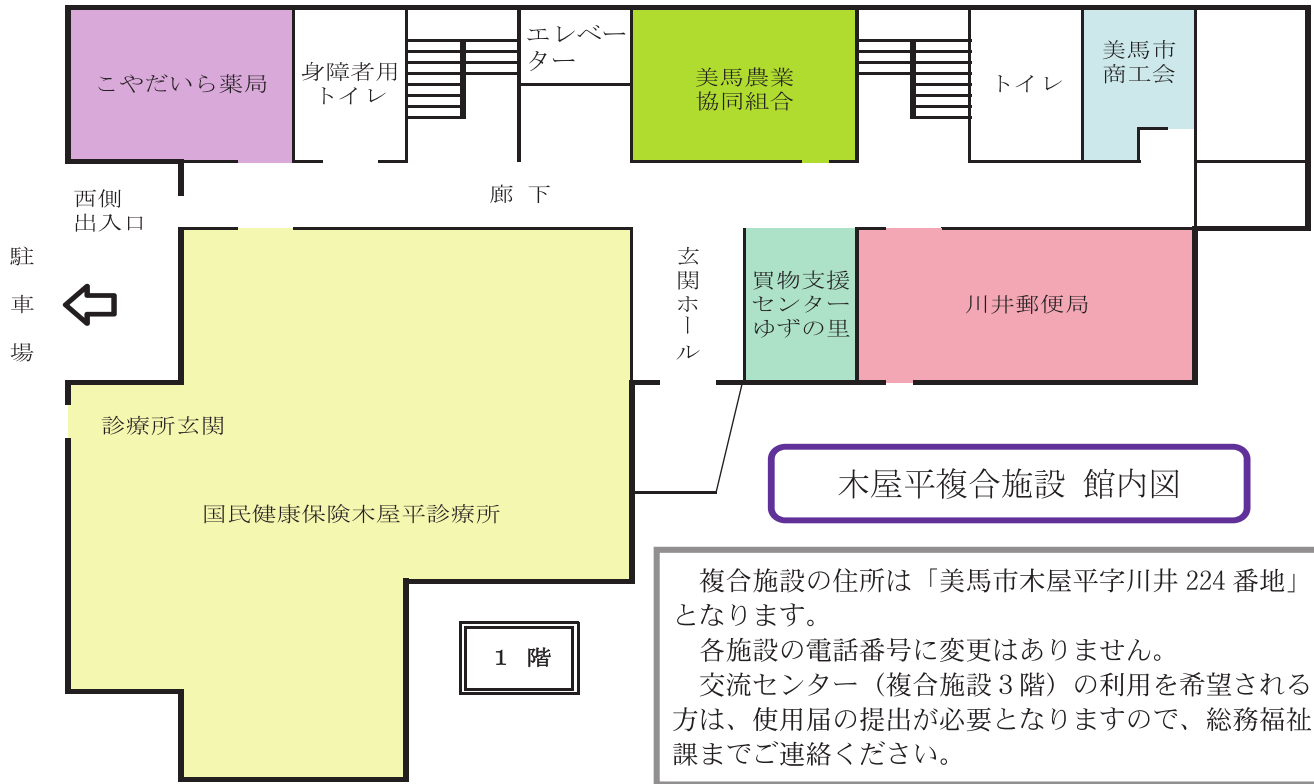 こやだいら薬局
身障者用
トイレ
エレベー
ター
美馬農業
協同組合
トイレ
美馬市
商工会
西側
出入口
廊 下
駐車場
玄関ホール
買物支援
センター
ゆずの里
川井郵便局
診療所玄関
国民健康保険木屋平診療所
木屋平複合施設 館内図
1 階
複合施設の住所は「美馬市木屋平字川井 224 番地」
となります。
各施設の電話番号に変更はありません。
交流センター（複合施設３階）の利用を希望される
方は、使用届の提出が必要となりますので、総務福祉
課までご連絡ください。